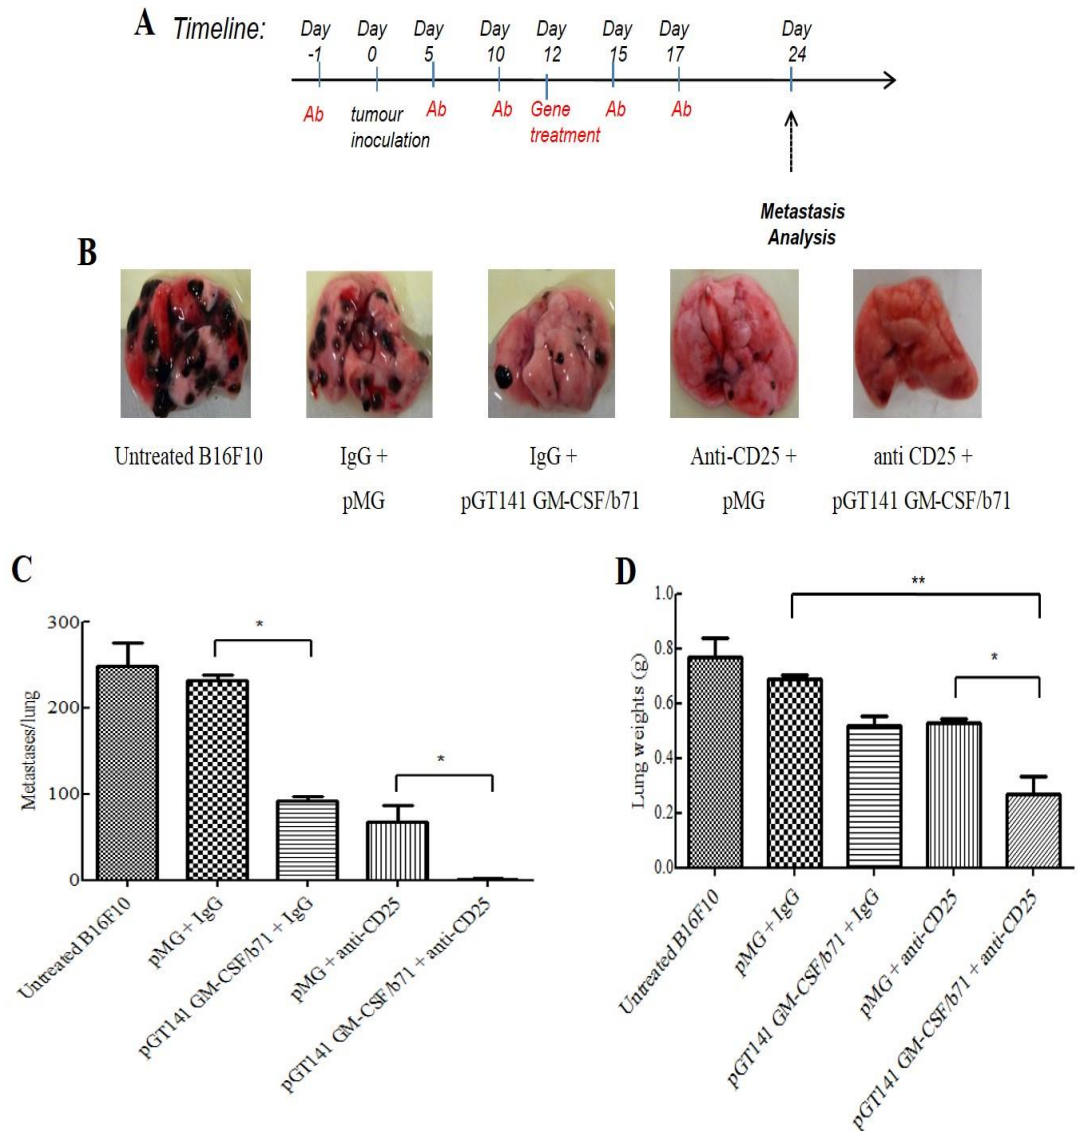 A Timeline:
Day -1
Day 0
Day 5
Day 10
Day 12
Day 15
Day 17
Day 24
Ab
tumour inoculation
Ab
Ab
Gene treatment
Ab
Ab
Metastasis
Analysis
B
Untreated B16F10
IgG +
pMG
IgG +
pGT141 GM-CSF/b71
Anti-CD25 +
pMG
anti CD25 +
pGT141 GM-CSF/b71
C
Metastases/lung
300
200
100
0
*
*
Untreated B16F10
pMG + IgG
pGT141 GM-CSF/b71 + IgG
pMG + anti-CD25
pGT141 GM-CSF/b71 + anti-CD25
D
Lung weights (g)
1.0
0.8
0.6
0.4
0.2
0.0
**
*
Untreated B16F10
pMG + IgG
pGT141 GM-CSF/b71 + IgG
pMG + anti-CD25
pGT141 GM-CSF/b71 + anti-CD25